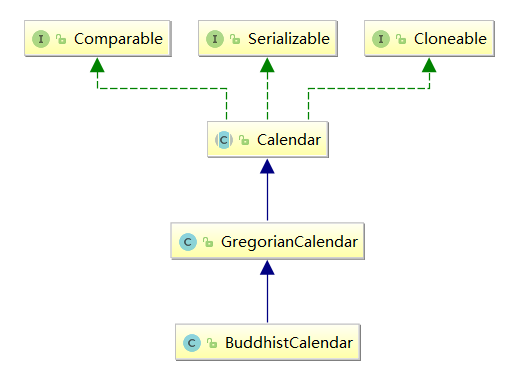 I Comparable
I Serializable
I Cloneable
C Calendar
C GregorianCalendar
C BuddhistCalendar